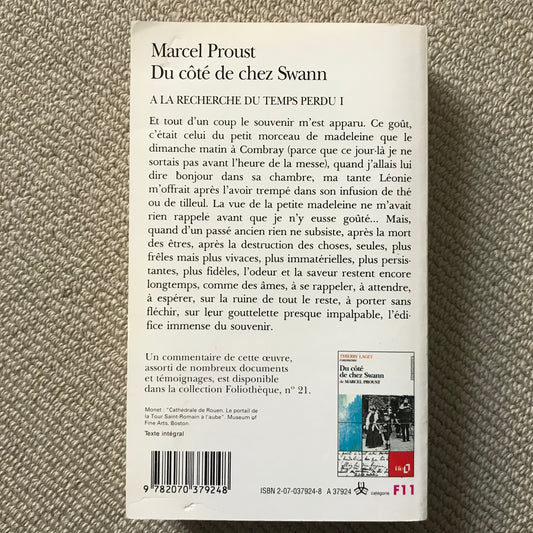 Marcel Proust
Du côté de chez Swann
A LA RECHERCHE DU TEMPS PERDU I
Et tout d'un coup le souvenir m'est apparu. Ce goût,
c'était celui du petit morceau de madeleine que le
dimanche matin à Combray (parce que ce jour-là je ne
sortais pas avant l'heure de la messe), quand j'allais lui
dire bonjour dans sa chambre, ma tante Léonie
m'offrait après l'avoir trempé dans son infusion de thé
ou de tilleul. La vue de la petite madeleine ne m'avait
rien rappelé avant que je n'y eusse goûté... Mais,
quand d'un passé ancien rien ne subsiste, après la mort
des êtres, après la destruction des choses, seules, plus
frêles mais plus vivaces, plus immatérielles, plus persis-
tantes, plus fidèles, l'odeur et la saveur restent encore
longtemps, comme des âmes, à se rappeler, à attendre,
à espérer, sur la ruine de tout le reste, à porter sans
fléchir, sur leur gouttelette presque impalpable, l'édi-
fice immense du souvenir.
Un commentaire de cette œuvre,
assorti de nombreux documents
et témoignages, est disponible
dans la collection Foliothèque, n° 21.
Monet : "Cathédrale de Rouen. Le portail de
la Tour Saint-Romain à l'aube". Museum of
Fine Arts, Boston.
Texte intégral
THIERRY LAGET
Du côté
de chez Swann
de MARCEL PROUST
9 782070 379248
ISBN 2-07-037924-8 A 37924 catégorie F11